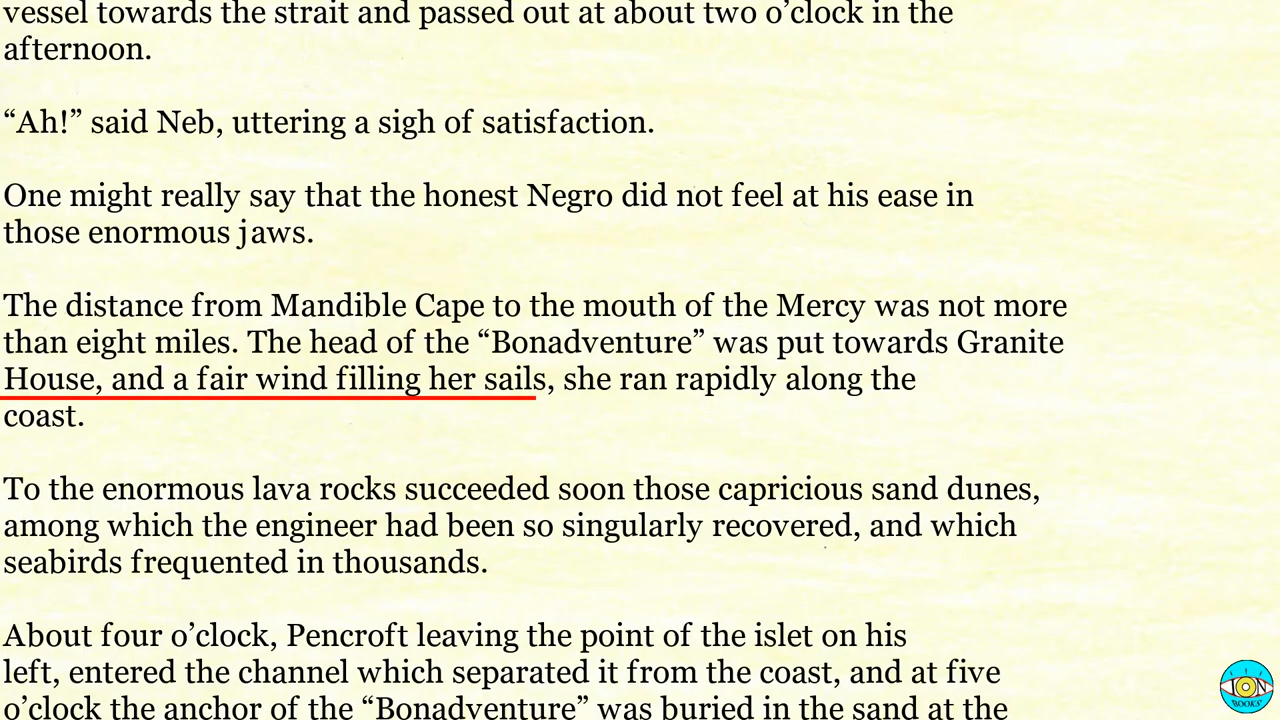 vessel towards the strait and passed out at about two o’clock in the
afternoon.
“Ah!” said Neb, uttering a sigh of satisfaction.
One might really say that the honest Negro did not feel at his ease in
those enormous jaws.
The distance from Mandible Cape to the mouth of the Mercy was not more
than eight miles. The head of the “Bonadventure” was put towards Granite
House, and a fair wind filling her sails, she ran rapidly along the
coast.
To the enormous lava rocks succeeded soon those capricious sand dunes,
among which the engineer had been so singularly recovered, and which
seabirds frequented in thousands.
About four o’clock, Pencroft leaving the point of the islet on his
left, entered the channel which separated it from the coast, and at five
o’clock the anchor of the “Bonadventure” was buried in the sand at the
ION
BOOKS